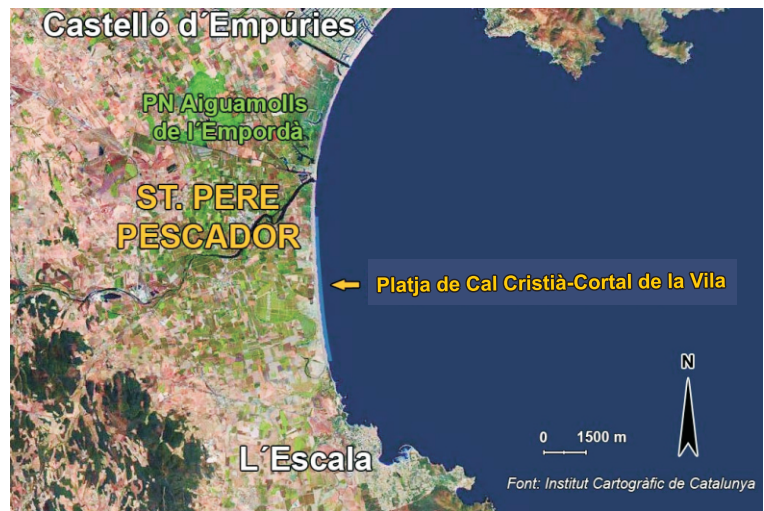 Castelló d´Empúries
PN Aiguamolls
de l´Empordà
ST. PERE
PESCADOR
Platja de Cal Cristià-Cortal de la Vila
N
0 1500 m
L´Escala
Font: Institut Cartogràfic de Catalunya